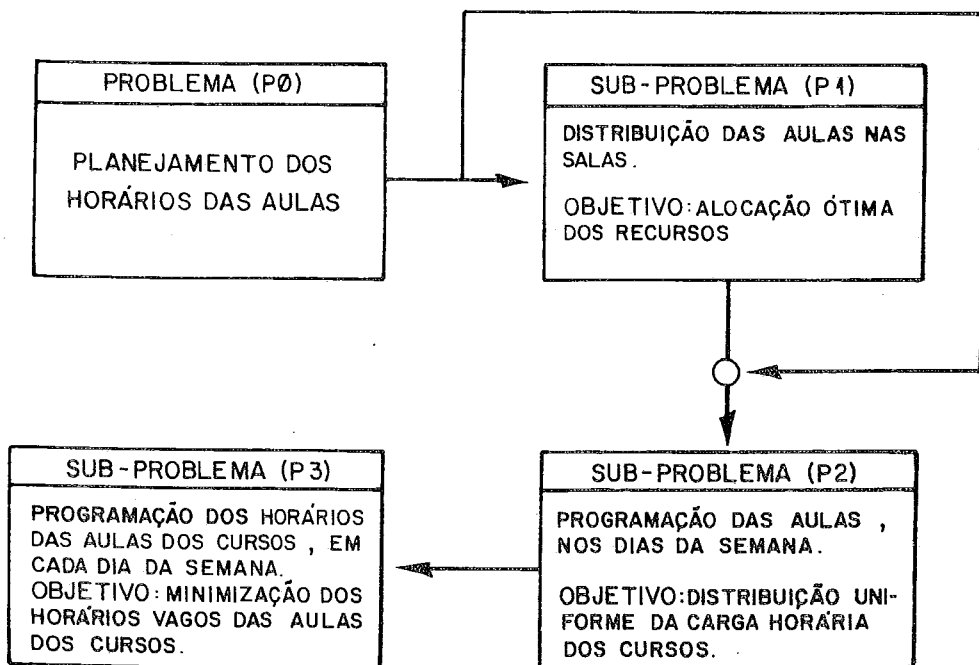 PROBLEMA (PØ)
PLANEJAMENTO DOS
HORÁRIOS DAS AULAS
SUB-PROBLEMA (P1)
DISTRIBUIÇÃO DAS AULAS NAS
SALAS.
OBJETIVO: ALOCAÇÃO ÓTIMA
DOS RECURSOS
SUB-PROBLEMA (P3)
PROGRAMAÇÃO DOS HORÁRIOS
DAS AULAS DOS CURSOS, EM
CADA DIA DA SEMANA.
OBJETIVO: MINIMIZAÇÃO DOS
HORÁRIOS VAGOS DAS AULAS
DOS CURSOS.
SUB-PROBLEMA (P2)
PROGRAMAÇÃO DAS AULAS ,
NOS DIAS DA SEMANA.
OBJETIVO: DISTRIBUIÇÃO UNI-
FORME DA CARGA HORÁRIA
DOS CURSOS.